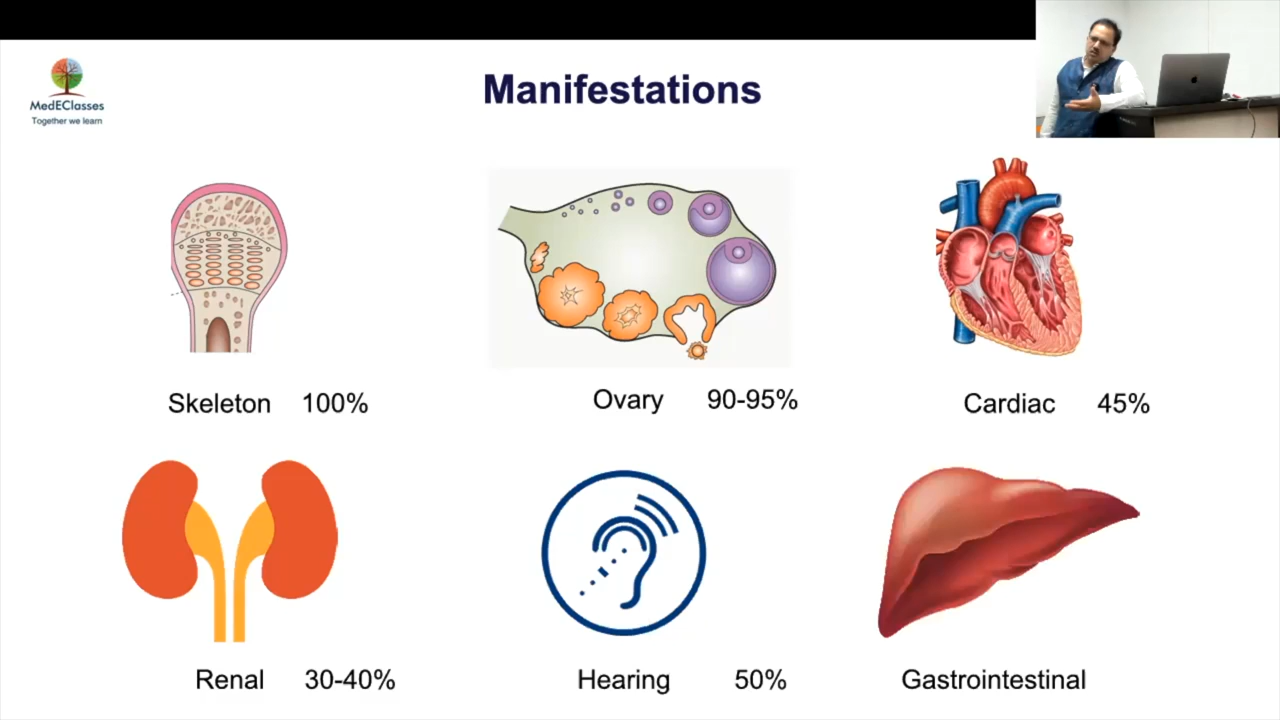 MedEClasses
Together we learn
Manifestations
Skeleton 100%
Ovary 90-95%
Cardiac 45%
Renal 30-40%
Hearing 50%
Gastrointestinal